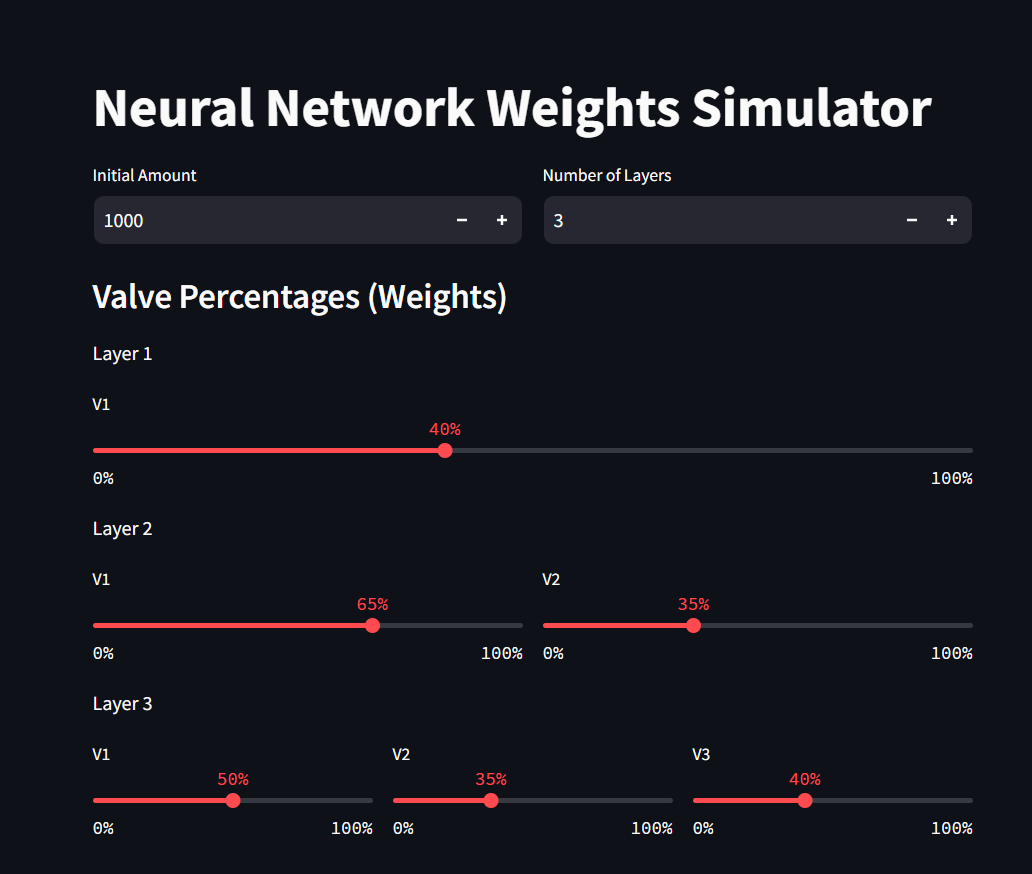 Neural Network Weights Simulator
Initial Amount Number of Layers
1000 − + 3 − +
Valve Percentages (Weights)
Layer 1
V1
40%
0% 100%
Layer 2
V1 V2
65% 35%
0% 100% 0% 100%
Layer 3
V1 V2 V3
50% 35% 40%
0% 100% 0% 100% 0% 100%